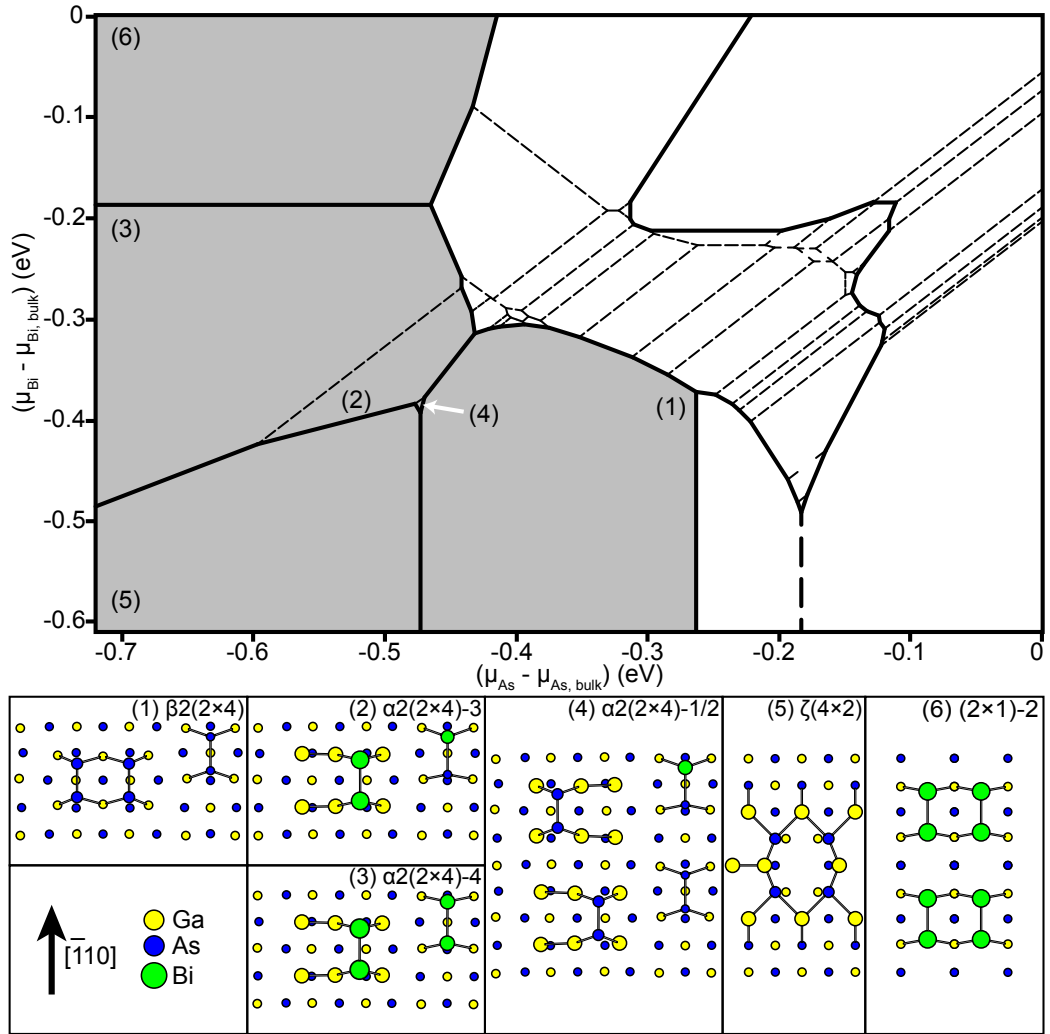 0
-0.1
-0.2
-0.3
-0.4
-0.5
-0.6
(μBi - μBi, bulk) (eV)
(6)
(3)
(2)
(4)
(1)
(5)
-0.7 -0.6 -0.5 -0.4 -0.3 -0.2 -0.1 0
(μAs - μAs, bulk) (eV)
(1) β2(2×4)
(2) α2(2×4)-3
(3) α2(2×4)-4
(4) α2(2×4)-1/2
(5) ζ(4×2)
(6) (2×1)-2
[1̅10]
Ga
As
Bi